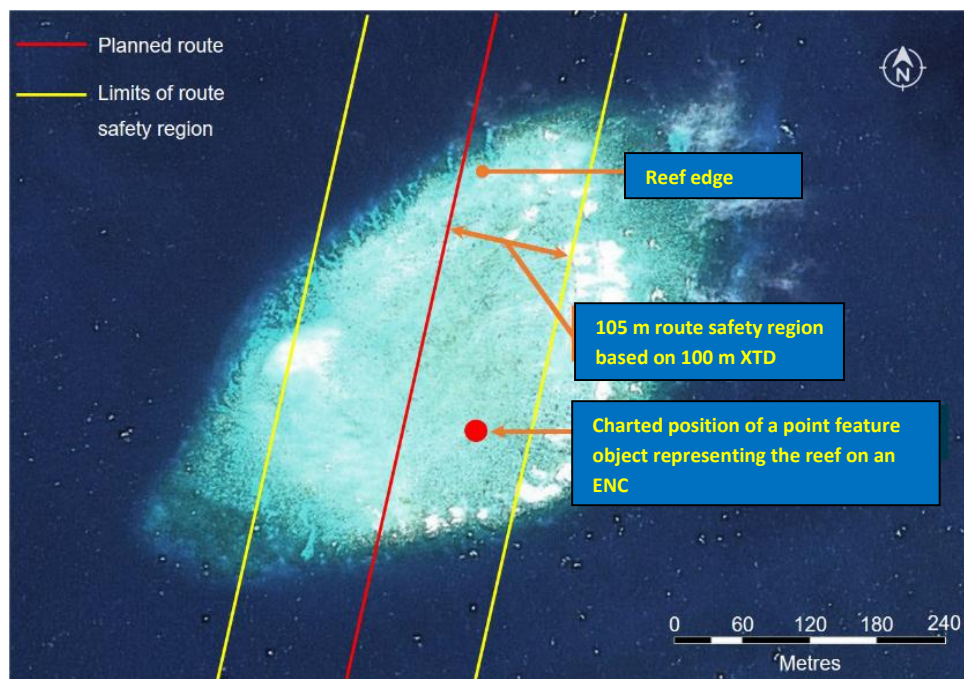 Planned route
Limits of route
safety region
N
Reef edge
105 m route safety region
based on 100 m XTD
Charted position of a point feature
object representing the reef on an
ENC
0 60 120 180 240
Metres